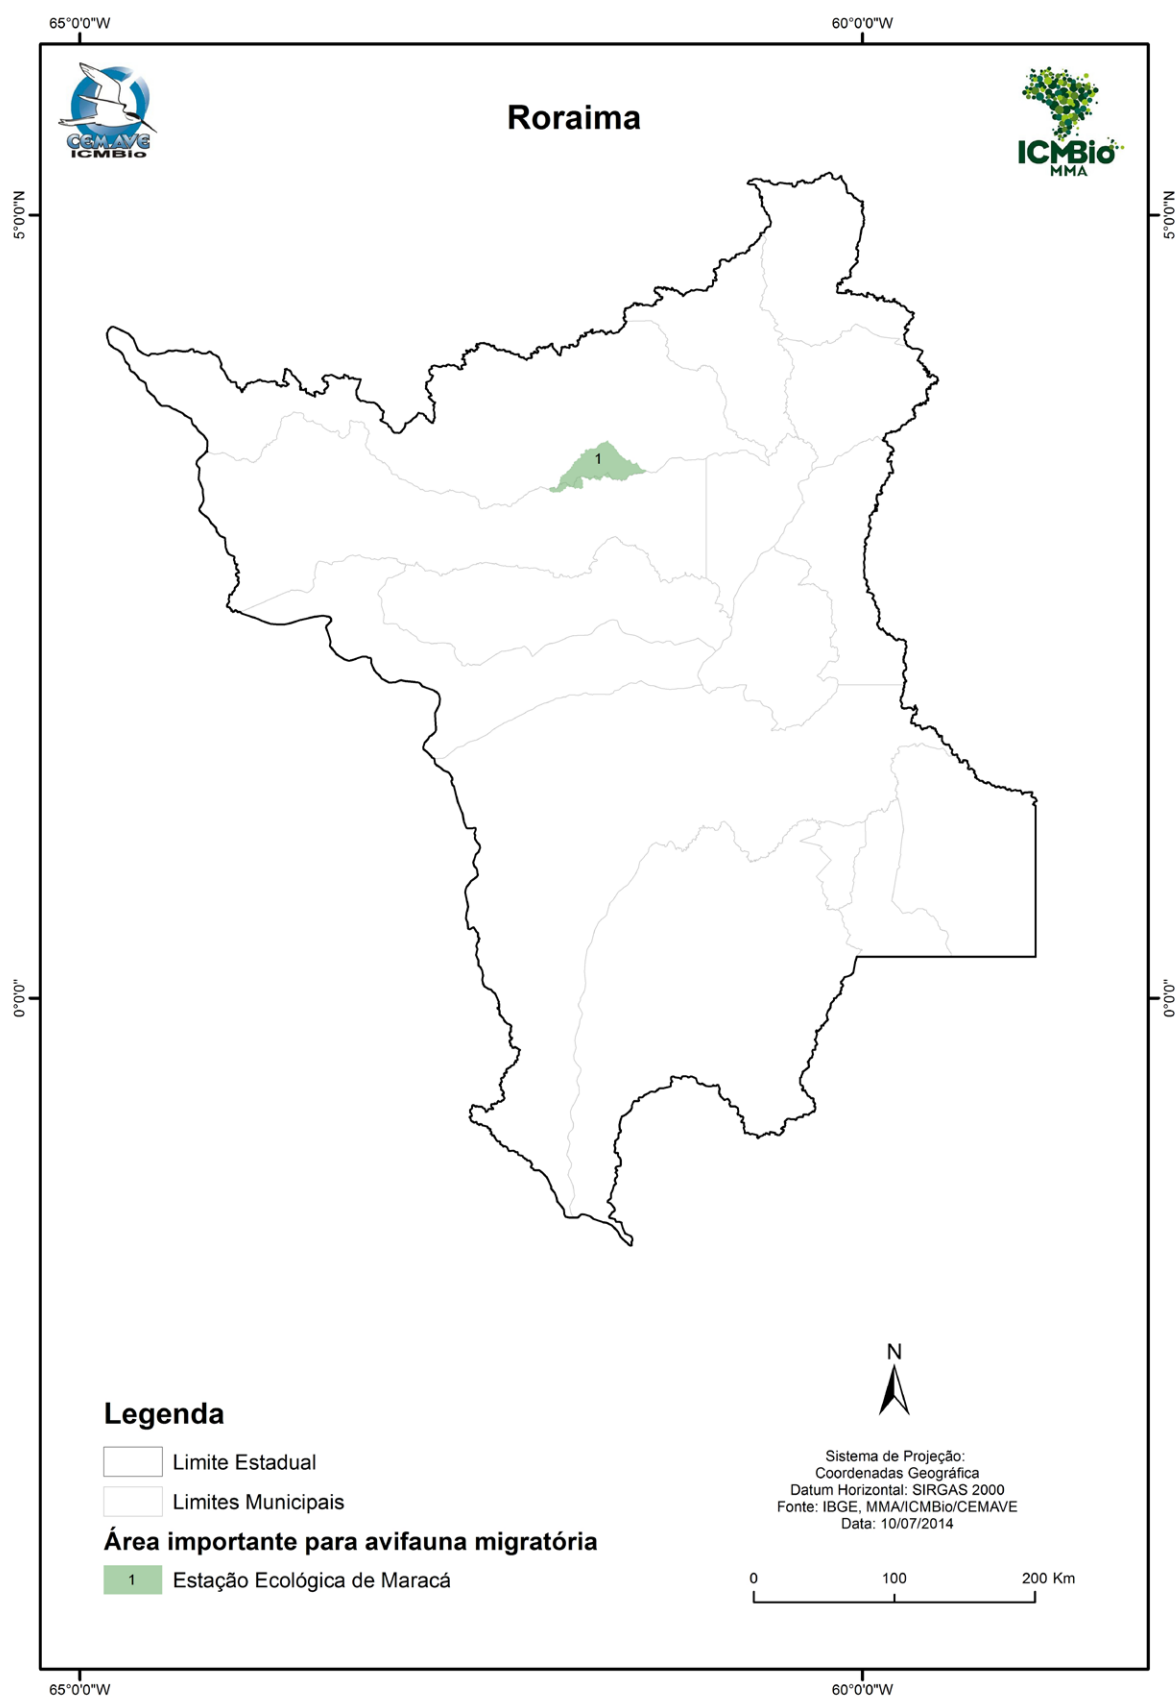 65°0'0"W
60°0'0"W
CEMAVE
ICMBio
Roraima
ICMBio
MMA
5°0'0"N
5°0'0"N
1
0°0'0"
0°0'0"
N
Legenda
Limite Estadual
Limites Municipais
Área importante para avifauna migratória
1 Estação Ecológica de Maracá
Sistema de Projeção:
Coordenadas Geográfica
Datum Horizontal: SIRGAS 2000
Fonte: IBGE, MMA/ICMBio/CEMAVE
Data: 10/07/2014
0 100 200 Km
65°0'0"W
60°0'0"W